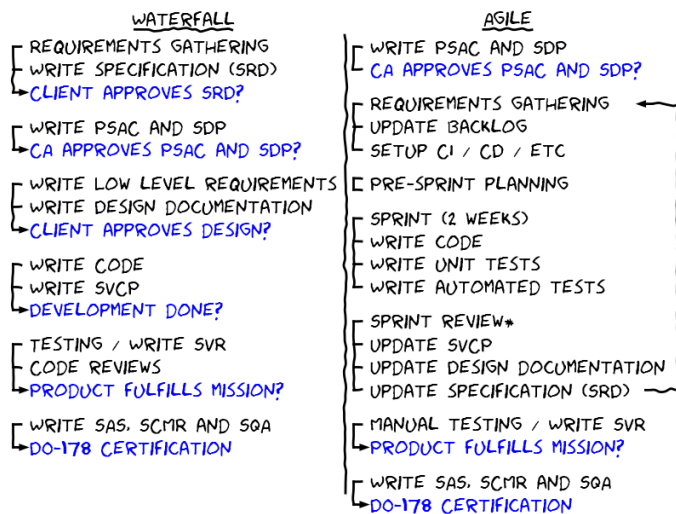 WATERFALL
REQUIREMENTS GATHERING
WRITE SPECIFICATION (SRD)
CLIENT APPROVES SRD?
WRITE PSAC AND SDP
CA APPROVES PSAC AND SDP?
WRITE LOW LEVEL REQUIREMENTS
WRITE DESIGN DOCUMENTATION
CLIENT APPROVES DESIGN?
WRITE CODE
WRITE SVCP
DEVELOPMENT DONE?
TESTING / WRITE SVR
CODE REVIEWS
PRODUCT FULFILLS MISSION?
WRITE SAS, SCMR AND SQA
DO-178 CERTIFICATION
AGILE
WRITE PSAC AND SDP
CA APPROVES PSAC AND SDP?
REQUIREMENTS GATHERING
UPDATE BACKLOG
SETUP CI / CD / ETC
PRE-SPRINT PLANNING
SPRINT (2 WEEKS)
WRITE CODE
WRITE UNIT TESTS
WRITE AUTOMATED TESTS
SPRINT REVIEW*
UPDATE SVCP
UPDATE DESIGN DOCUMENTATION
UPDATE SPECIFICATION (SRD)
MANUAL TESTING / WRITE SVR
PRODUCT FULFILLS MISSION?
WRITE SAS, SCMR AND SQA
DO-178 CERTIFICATION